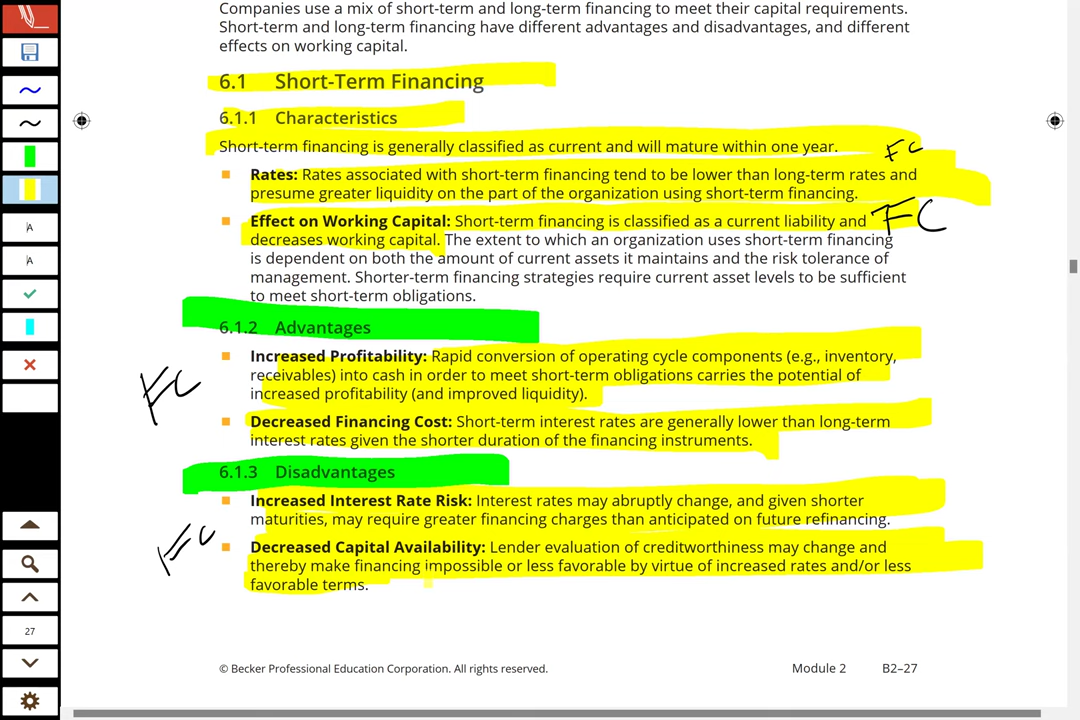 Companies use a mix of short-term and long-term financing to meet their capital requirements.
Short-term and long-term financing have different advantages and disadvantages, and different
effects on working capital.
6.1 Short-Term Financing
6.1.1 Characteristics
Short-term financing is generally classified as current and will mature within one year.
FC
Rates: Rates associated with short-term financing tend to be lower than long-term rates and
presume greater liquidity on the part of the organization using short-term financing.
Effect on Working Capital: Short-term financing is classified as a current liability and
FC
decreases working capital. The extent to which an organization uses short-term financing
is dependent on both the amount of current assets it maintains and the risk tolerance of
management. Shorter-term financing strategies require current asset levels to be sufficient
to meet short-term obligations.
6.1.2 Advantages
Increased Profitability: Rapid conversion of operating cycle components (e.g., inventory,
receivables) into cash in order to meet short-term obligations carries the potential of
increased profitability (and improved liquidity).
FC
Decreased Financing Cost: Short-term interest rates are generally lower than long-term
interest rates given the shorter duration of the financing instruments.
6.1.3 Disadvantages
Increased Interest Rate Risk: Interest rates may abruptly change, and given shorter
maturities, may require greater financing charges than anticipated on future refinancing.
FC
Decreased Capital Availability: Lender evaluation of creditworthiness may change and
thereby make financing impossible or less favorable by virtue of increased rates and/or less
favorable terms.
A
A
27
© Becker Professional Education Corporation. All rights reserved. Module 2 B2–27